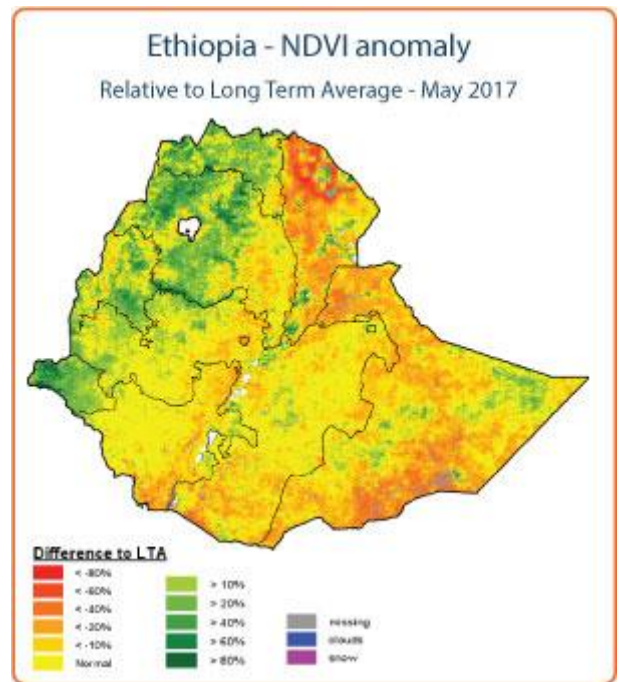 Ethiopia - NDVI anomaly
Relative to Long Term Average - May 2017
Difference to LTA
< -80%
< -60%
< -40%
< -20%
< -10%
Normal
> 10%
> 20%
> 40%
> 60%
> 80%
missing
clouds
snow